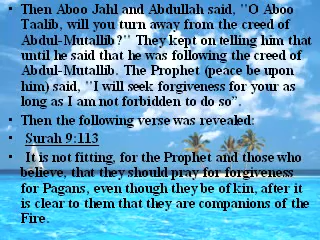 • Then Aboo Jahl and Abdullah said, "O Aboo
Taalib, will you turn away from the creed of
Abdul-Mutallib?" They kept on telling him that
until he said that he was following the creed of
Abdul-Mutallib. The Prophet (peace be upon
him) said, "I will seek forgiveness for your as
long as I am not forbidden to do so”.
• Then the following verse was revealed:
• Surah 9:113
• It is not fitting, for the Prophet and those who
believe, that they should pray for forgiveness
for Pagans, even though they be of kin, after it
is clear to them that they are companions of the
Fire.